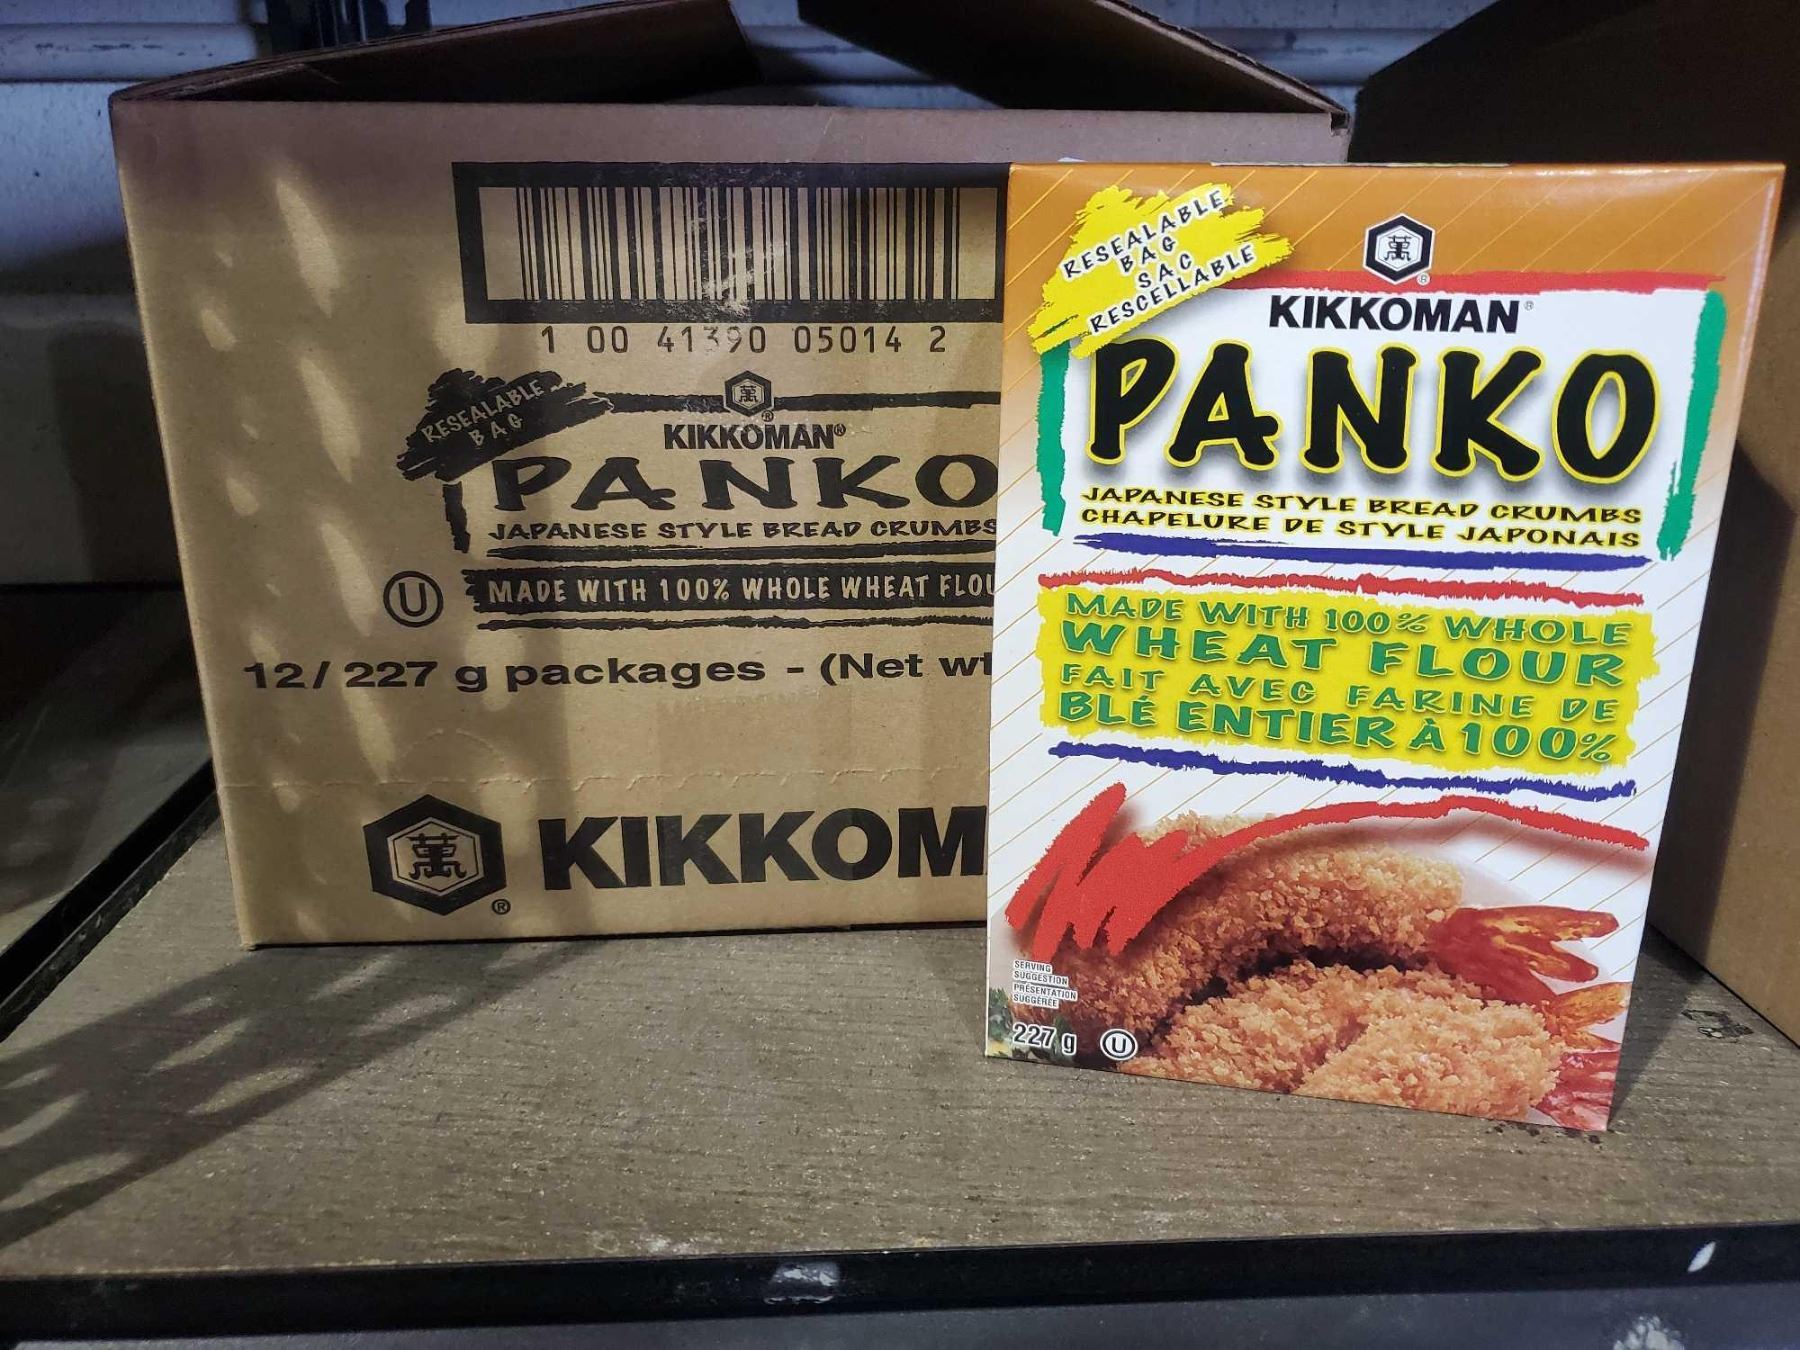 1 00 41390 05014 2
RESEALABLE
BAG
萬
®
KIKKOMAN®
PANKO
JAPANESE STYLE BREAD CRUMBS
U
MADE WITH 100% WHOLE WHEAT FLOU
12/227 g packages - (Net wt
萬
®
KIKKOM
RESEALABLE
BAG
SAC
RESCELLABLE
萬
®
KIKKOMAN®
PANKO
JAPANESE STYLE BREAD CRUMBS
CHAPELURE DE STYLE JAPONAIS
MADE WITH 100% WHOLE
WHEAT FLOUR
FAIT AVEC FARINE DE
BLÉ ENTIER À 100%
SERVING
SUGGESTION
PRÉSENTATION
SUGGÉRÉE
227 g
U